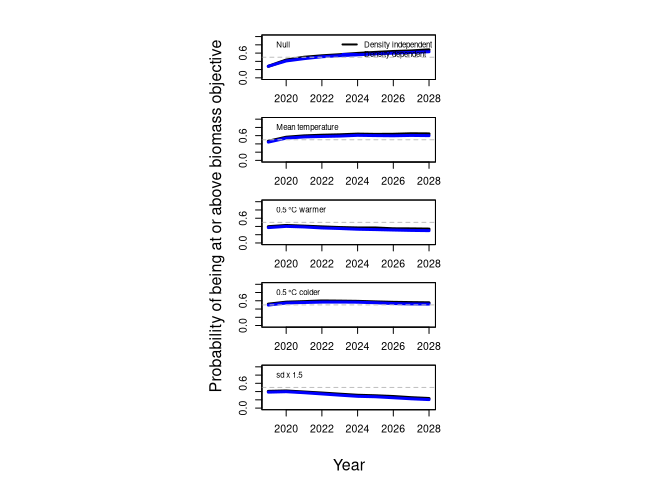 Probability of being at or above biomass objective
Null
Density independent
Density dependent
0.0 0.6
2020 2022 2024 2026 2028
Mean temperature
0.0 0.6
2020 2022 2024 2026 2028
0.5 °C warmer
0.0 0.6
2020 2022 2024 2026 2028
0.5 °C colder
0.0 0.6
2020 2022 2024 2026 2028
sd x 1.5
0.0 0.6
2020 2022 2024 2026 2028
Year